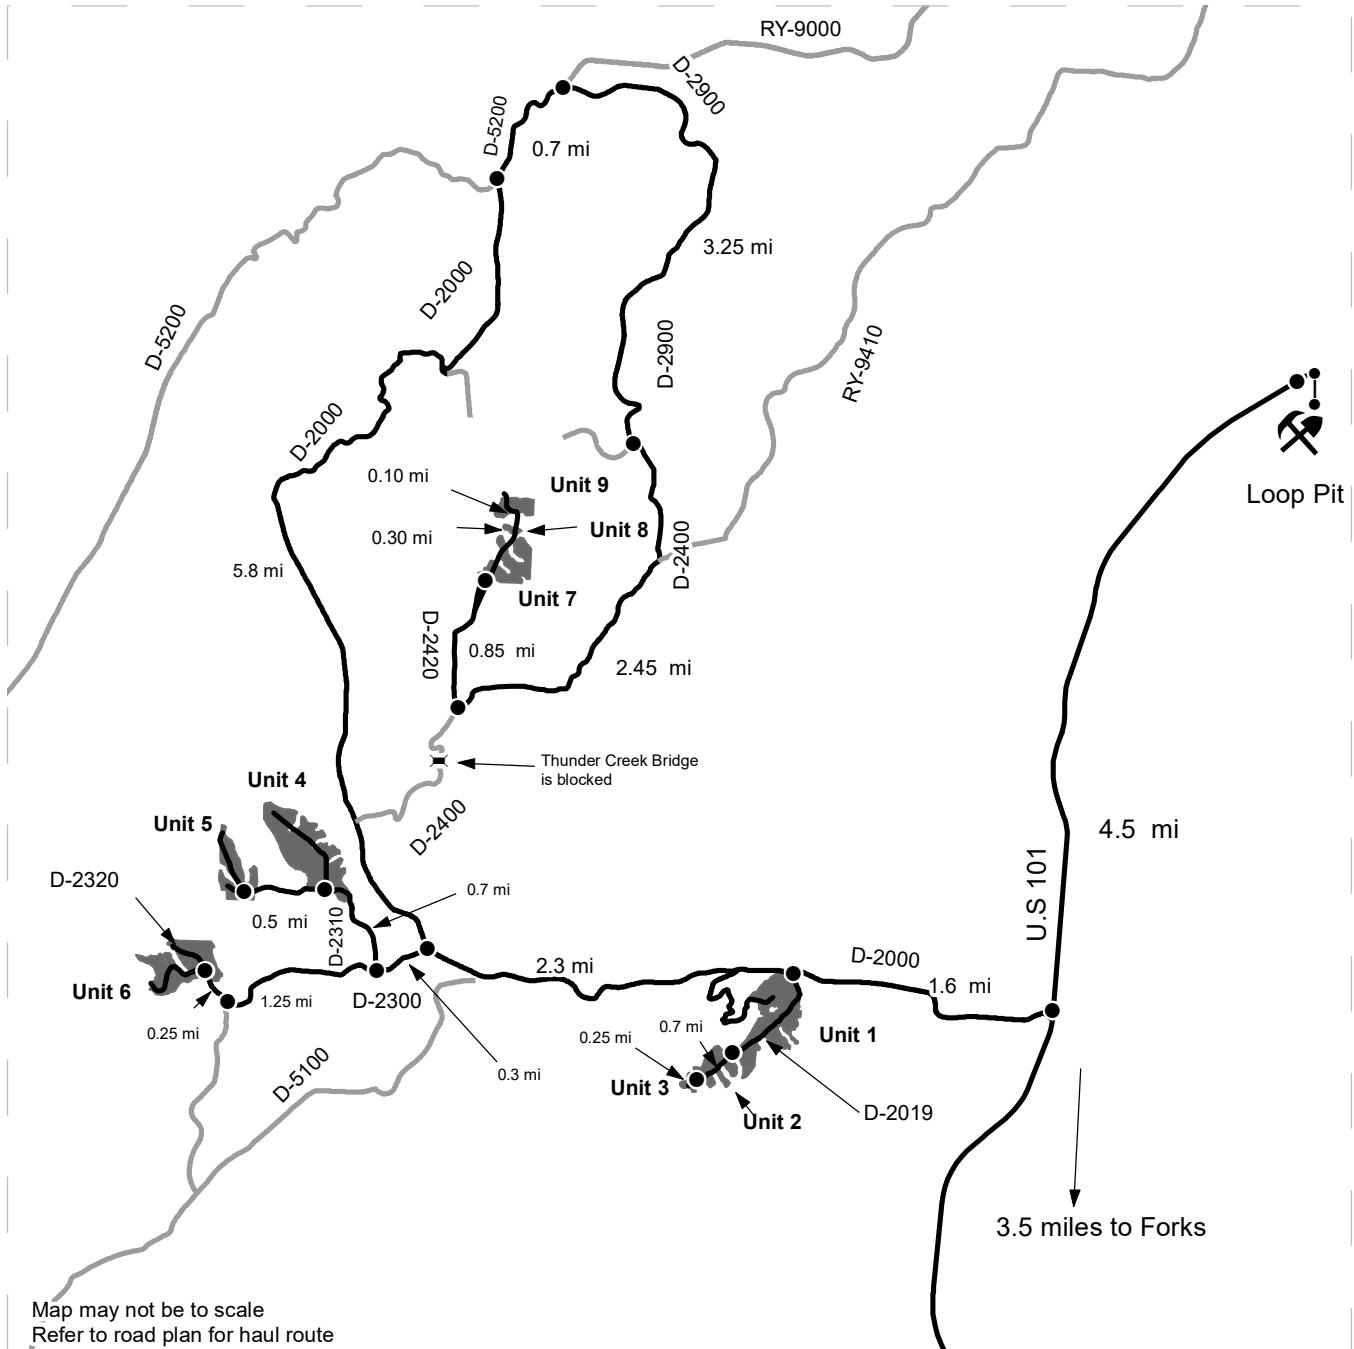 RY-9000
D-2900
D-5200
0.7 mi
3.25 mi
D-2000
D-5200
D-2900
RY-9410
D-2000
0.10 mi
Unit 9
Loop Pit
0.30 mi
Unit 8
D-2400
5.8 mi
Unit 7
D-2420
0.85 mi
2.45 mi
Thunder Creek Bridge
is blocked
Unit 4
Unit 5
D-2400
4.5 mi
D-2320
0.7 mi
U.S 101
0.5 mi
D-2310
2.3 mi
D-2000
1.6 mi
Unit 6
1.25 mi
D-2300
0.25 mi
0.7 mi
0.25 mi
Unit 1
D-5100
0.3 mi
Unit 3
D-2019
Unit 2
3.5 miles to Forks
Map may not be to scale
Refer to road plan for haul route